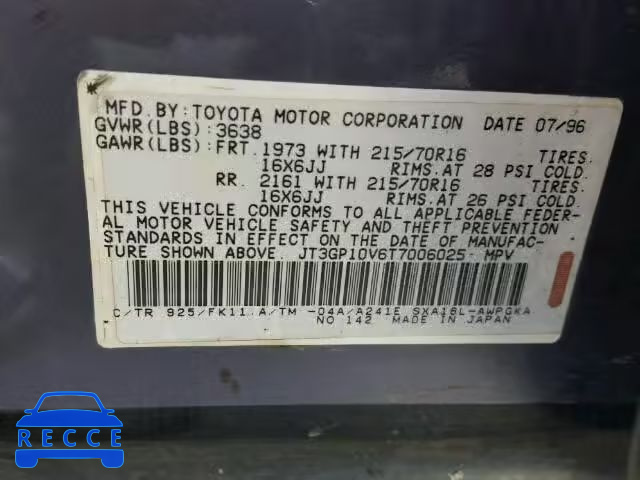 MFD.BY:TOYOTA MOTOR CORPORATION DATE 07/96
GVWR(LBS):3638
GAWR(LBS):FRT.1973 WITH 215/70R16 TIRES.
16X6JJ RIMS.AT 28 PSI COLD.
RR. 2161 WITH 215/70R16 TIRES.
16X6JJ RIMS.AT 26 PSI COLD.
THIS VEHICLE CONFORMS TO ALL APPLICABLE FEDER-
AL MOTOR VEHICLE SAFETY AND THEFT PREVENTION
STANDARDS IN EFFECT ON THE DATE OF MANUFAC-
TURE SHOWN ABOVE. JT3GP10V6T7006025 MPV
C/TR 925/FK11.A/TM -04A/A241E SXA16L-AWPGKA
NO 142 MADE IN JAPAN
RECCE